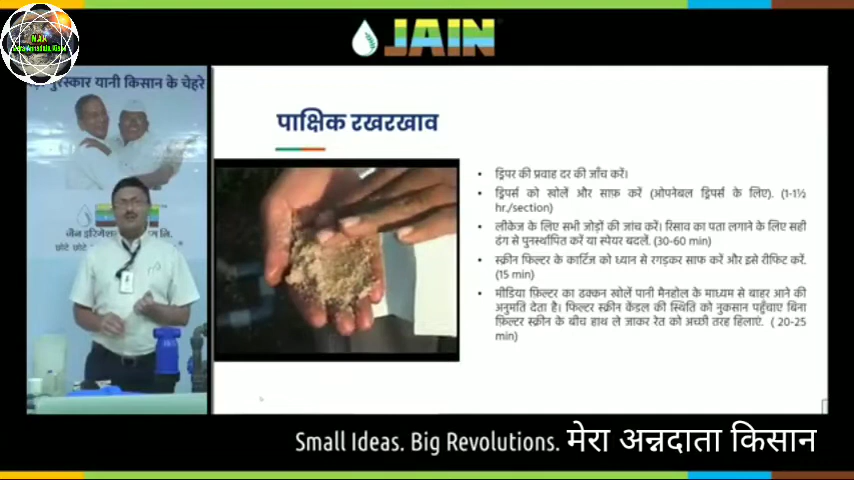 JAIN
पुरस्कार यानी किसान के चेहरे
पाक्षिक रखरखाव
• ड्रिपर की प्रवाह दर की जाँच करें।
• ड्रिपर्स को खोलें और साफ़ करें (ओपनेबल ड्रिपर्स के लिए). (1-1½
hr./section)
• लीकेज के लिए सभी जोड़ों की जांच करें। रिसाव का पता लगाने के लिए सही
ढंग से पुनर्स्थापित करें या स्पेयर बदलें. (30-60 min)
• स्क्रीन फिल्टर के कार्टिज को ध्यान से रगड़कर साफ करें और इसे रीफिट करें.
(15 min)
• मीडिया फ़िल्टर का ढक्कन खोलें पानी मैनहोल के माध्यम से बाहर आने की
अनुमति देता है। फिल्टर स्क्रीन कैंडल की स्थिति को नुकसान पहुँचाए बिना
फ़िल्टर स्क्रीन के बीच हाथ ले जाकर रेत को अच्छी तरह हिलाएं. ( 20-25
min)
Small Ideas. Big Revolutions. मेरा अन्नदाता किसान